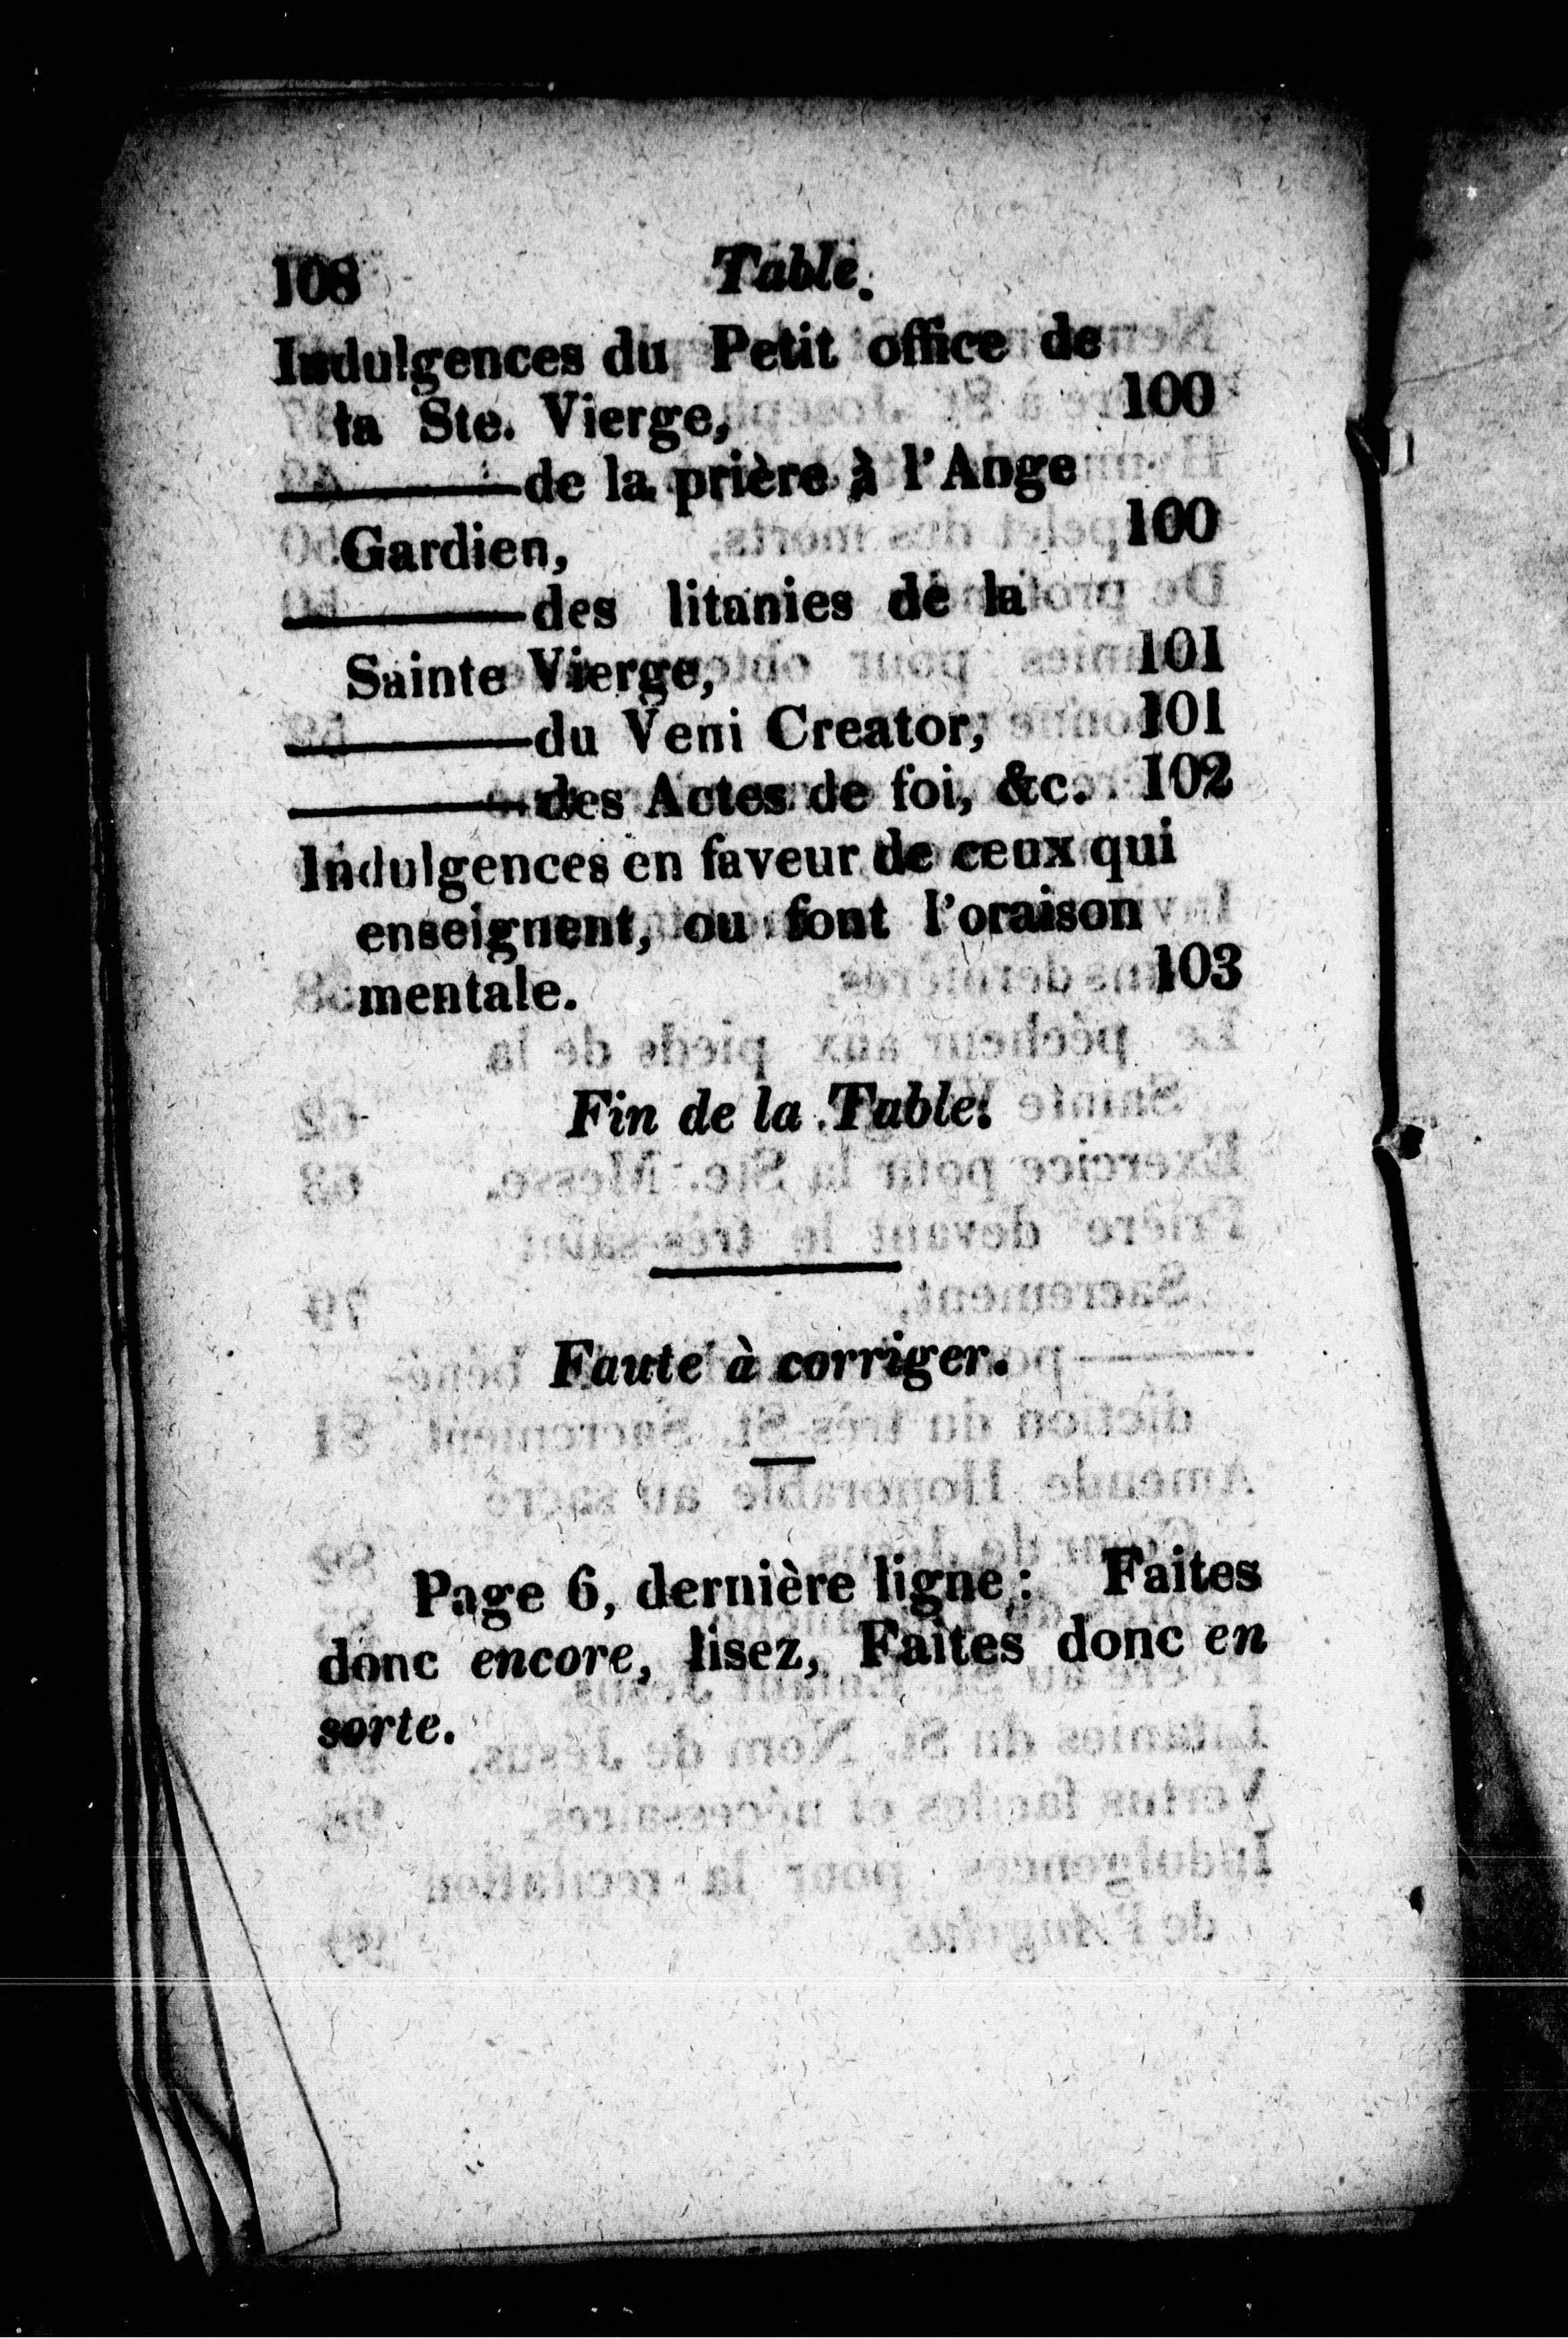 108 Table.
Indulgences du Petit office de
la Ste. Vierge, 100
———de la prière à l'Ange
Gardien, 100
———des litanies de la
Sainte Vierge, 101
———du Veni Creator, 101
———des Actes de foi, &c. 102
Indulgences en faveur de ceux qui
enseignent, ou font l'oraison
mentale. 103
Fin de la Table.
Faute à corriger.
Page 6, dernière ligne : Faites
donc encore, lisez, Faites donc en
sorte.